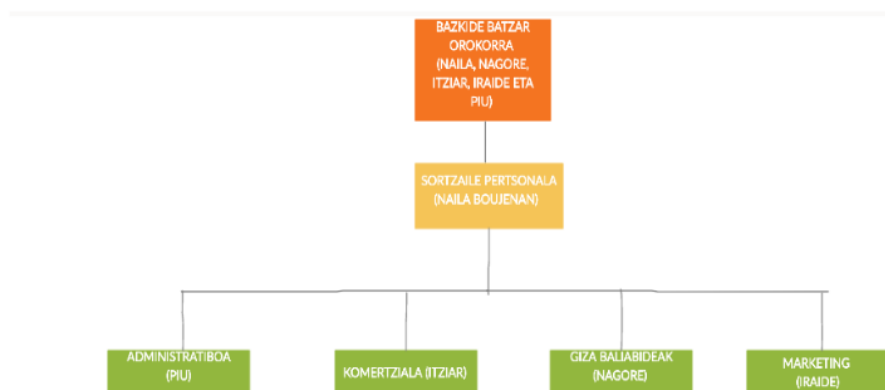 BAZKIDE BATZAR
OROKORRA
(NAILA, NAGORE,
ITZIAR, IRAIDE ETA
PIU)
SORTZAILE PERTSONALA
(NAILA BOUJENAN)
ADMINISTRATIBOA
(PIU)
KOMERTZIALA (ITZIAR)
GIZA BALIABIDEAK
(NAGORE)
MARKETING
(IRAIDE)